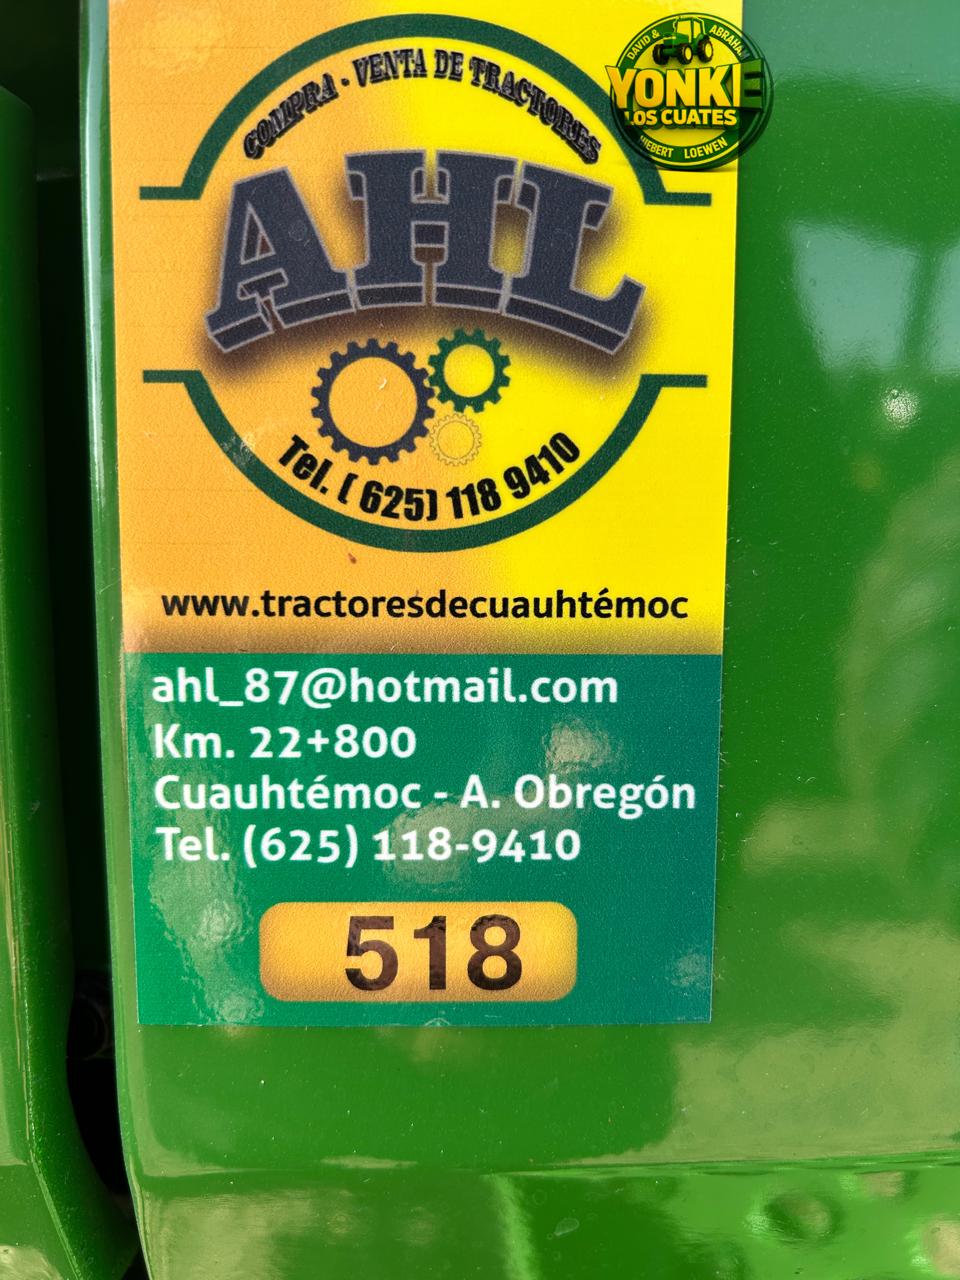 COMPRA - VENTA DE TRACTORES
AHL
Tel. ( 625) 118 9410
www.tractoresdecuauhtémoc
ahl_87@hotmail.com
Km. 22+800
Cuauhtémoc - A. Obregón
Tel. (625) 118-9410
518
DAVID & ABRAHAM
YONKE
LOS CUATES
HIEBERT LOEWEN